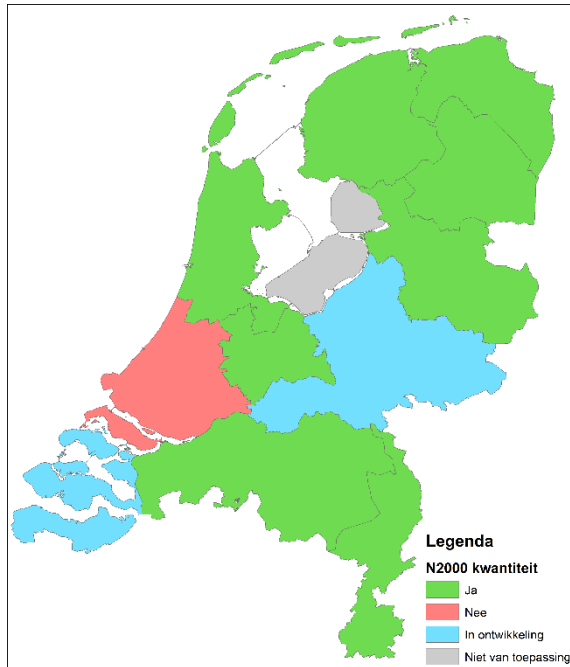 Legenda
N2000 kwantiteit
Ja
Nee
In ontwikkeling
Niet van toepassing